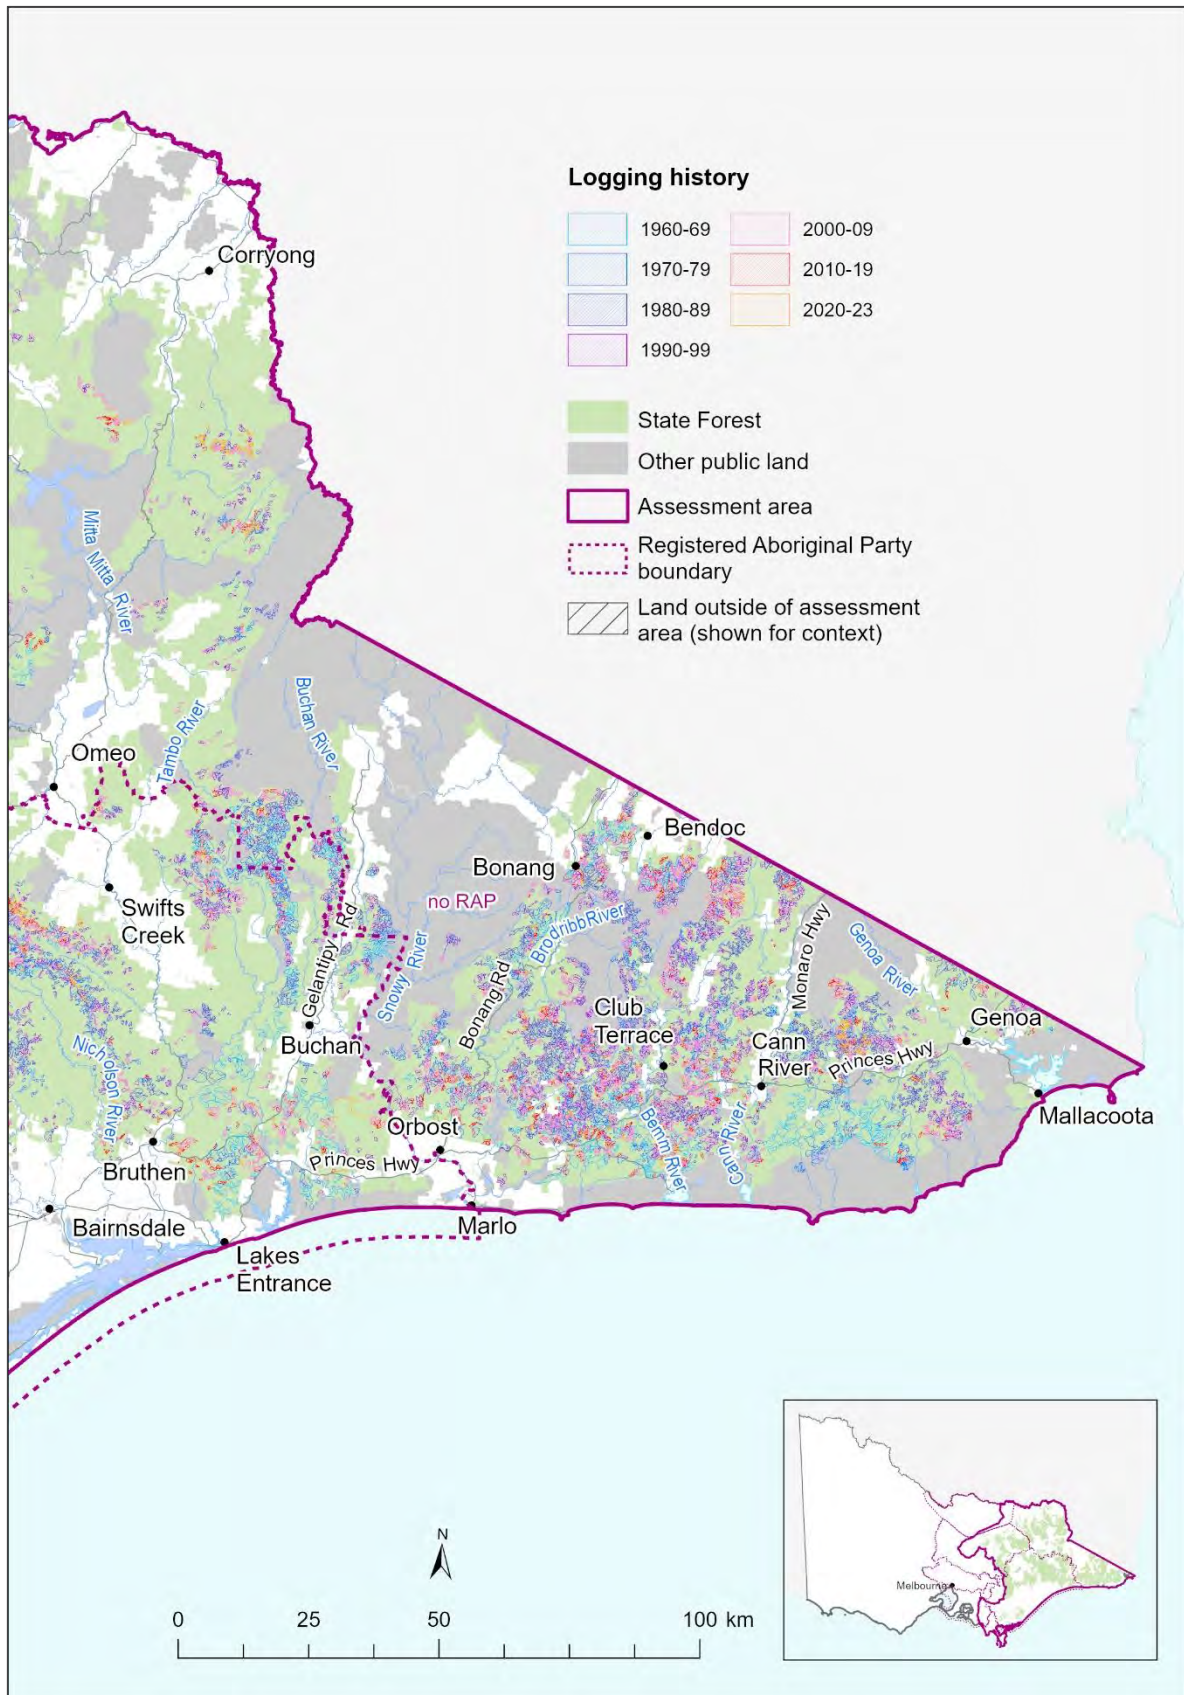 Logging history
1960-69
2000-09
1970-79
2010-19
1980-89
2020-23
1990-99
State Forest
Other public land
Assessment area
Registered Aboriginal Party
boundary
Land outside of assessment
area (shown for context)
Corryong
Mitta Mitta River
Buchan River
Tambo River
Omeo
Bendoc
Bonang
no RAP
Swifts
Creek
Gelantipy Rd
Snowy River
Brodribb River
Bonang Rd
Monaro Hwy
Genoa River
Club
Terrace
Genoa
Buchan
Cann
River
Princes Hwy
Nicholson River
Mallacoota
Orbost
Bemm River
Cann River
Bruthen
Princes Hwy
Bairnsdale
Marlo
Lakes
Entrance
Melbourne
N
0 25 50 100 km